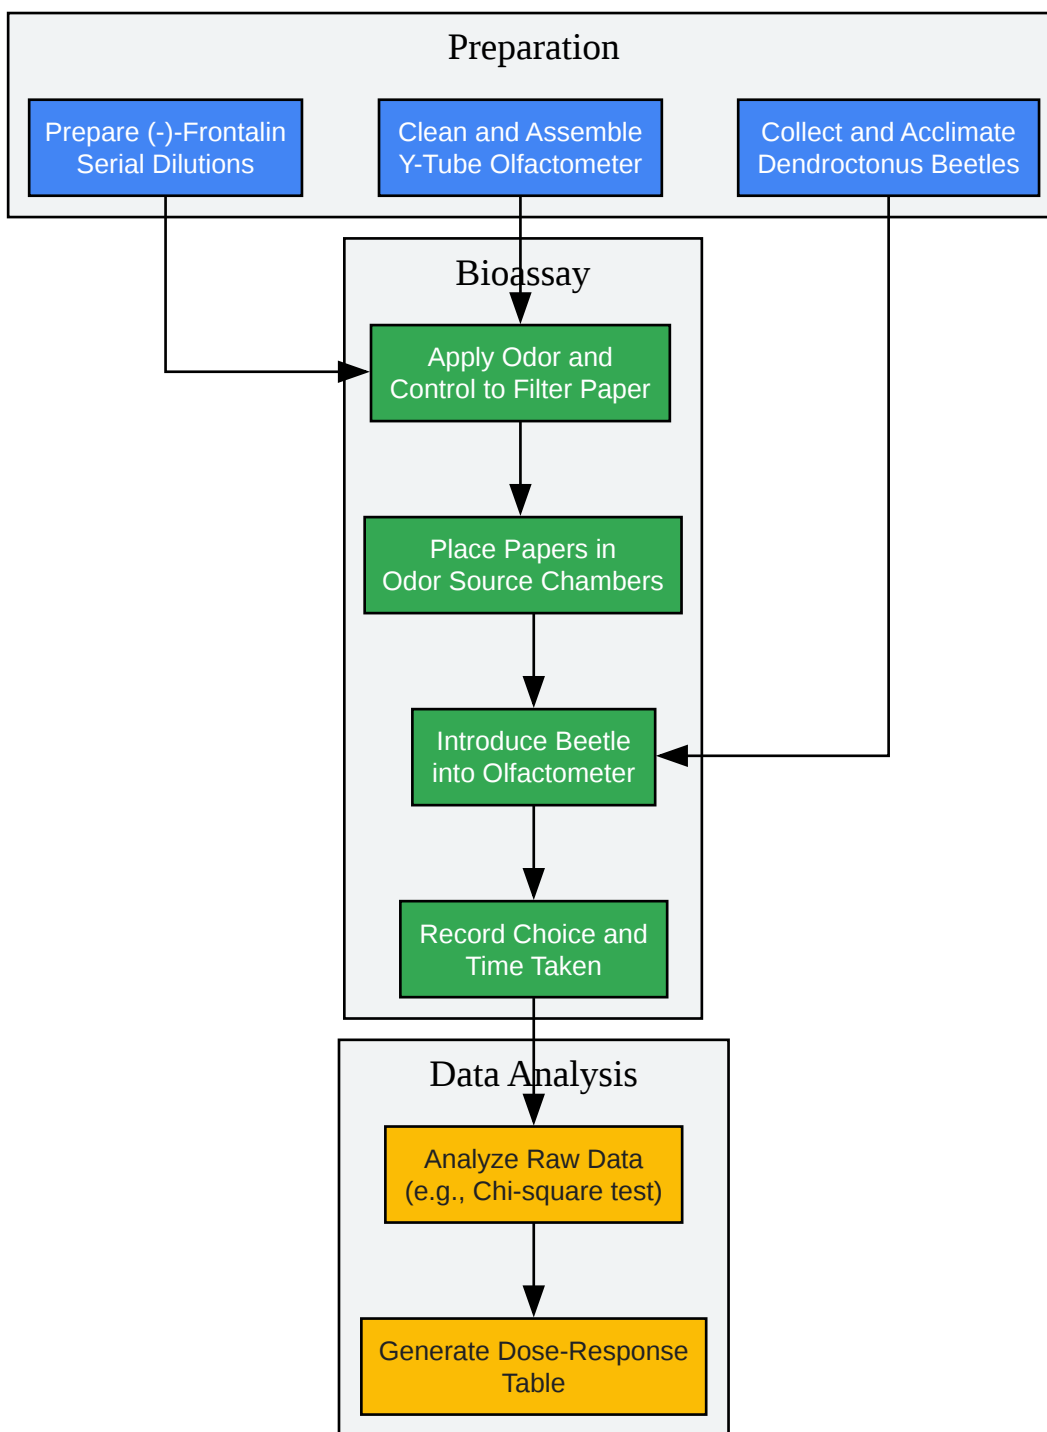 Preparation
Prepare (-)-Frontalin
Serial Dilutions
Clean and Assemble
Y-Tube Olfactometer
Collect and Acclimate
Dendroctonus Beetles
Bioassay
Apply Odor and
Control to Filter Paper
Place Papers in
Odor Source Chambers
Introduce Beetle
into Olfactometer
Record Choice and
Time Taken
Data Analysis
Analyze Raw Data
(e.g., Chi-square test)
Generate Dose-Response
Table